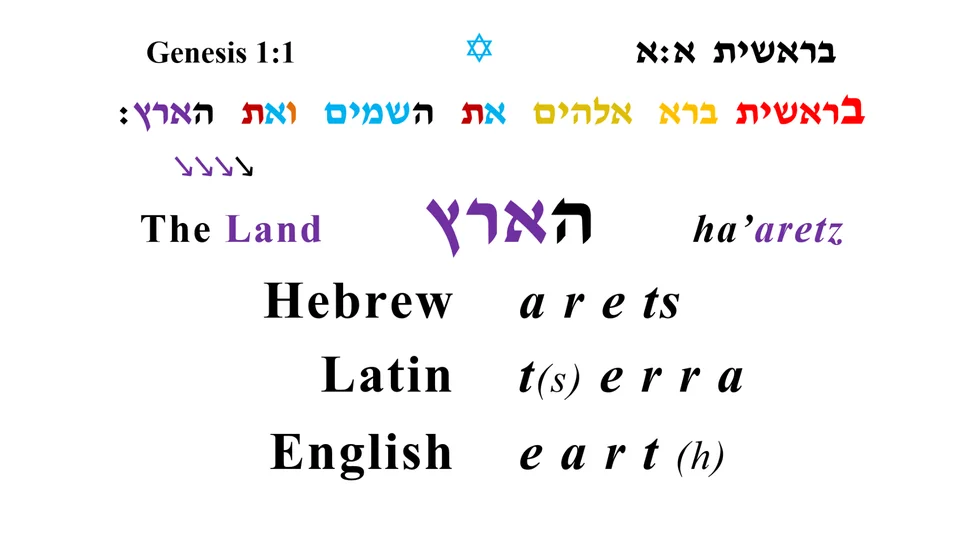 Genesis 1:1 ✡ בראשית א:א
בראשית ברא אלהים את השמים ואת הארץ:
↘↘↘↘
The Land הארץ ha’aretz
Hebrew a r e ts
Latin t(s) e r r a
English e a r t (h)